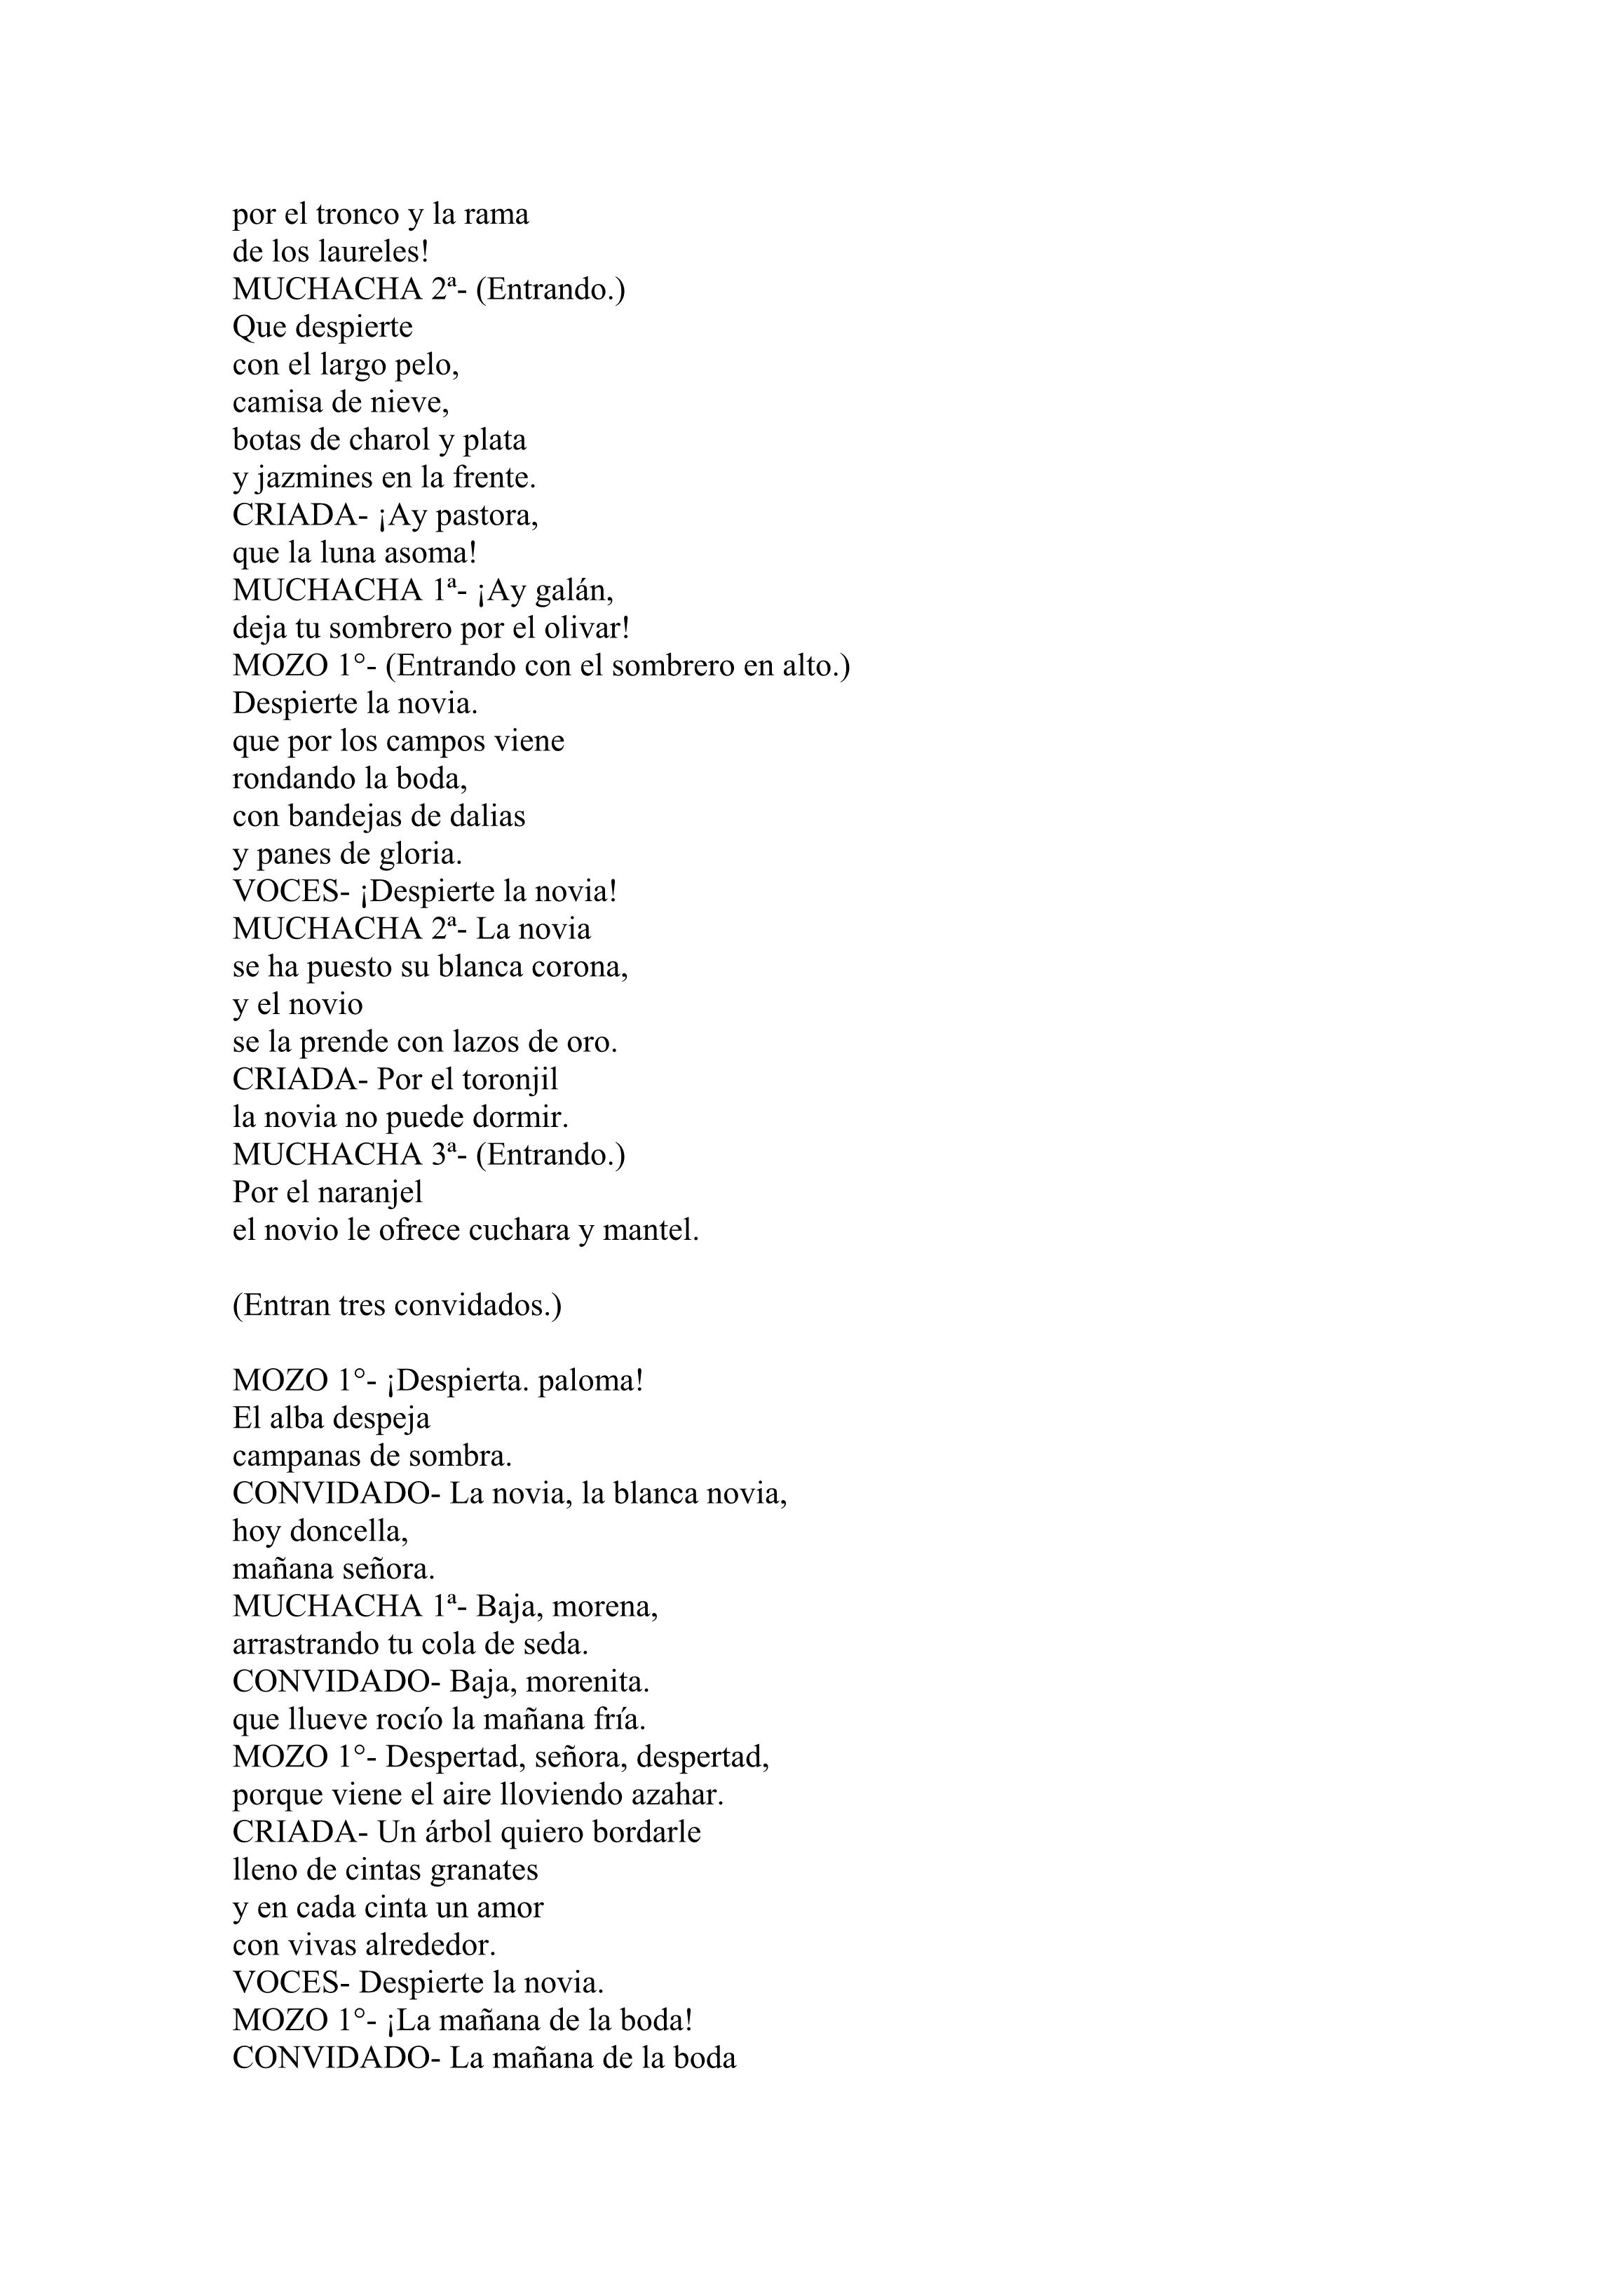 por el tronco y la rama
de los laureles!
MUCHACHA 2ª- (Entrando.)
Que despierte
con el largo pelo,
camisa de nieve,
botas de charol y plata
y jazmines en la frente.
CRIADA- ¡Ay pastora,
que la luna asoma!
MUCHACHA 1ª- ¡Ay galán,
deja tu sombrero por el olivar!
MOZO 1°- (Entrando con el sombrero en alto.)
Despierte la novia.
que por los campos viene
rondando la boda,
con bandejas de dalias
y panes de gloria.
VOCES- ¡Despierte la novia!
MUCHACHA 2ª- La novia
se ha puesto su blanca corona,
y el novio
se la prende con lazos de oro.
CRIADA- Por el toronjil
la novia no puede dormir.
MUCHACHA 3ª- (Entrando.)
Por el naranjel
el novio le ofrece cuchara y mantel.
(Entran tres convidados.)
MOZO 1°- ¡Despierta. paloma!
El alba despeja
campanas de sombra.
CONVIDADO- La novia, la blanca novia,
hoy doncella,
mañana señora.
MUCHACHA 1ª- Baja, morena,
arrastrando tu cola de seda.
CONVIDADO- Baja, morenita.
que llueve rocío la mañana fría.
MOZO 1°- Despertad, señora, despertad,
porque viene el aire lloviendo azahar.
CRIADA- Un árbol quiero bordarle
lleno de cintas granates
y en cada cinta un amor
con vivas alrededor.
VOCES- Despierte la novia.
MOZO 1°- ¡La mañana de la boda!
CONVIDADO- La mañana de la boda